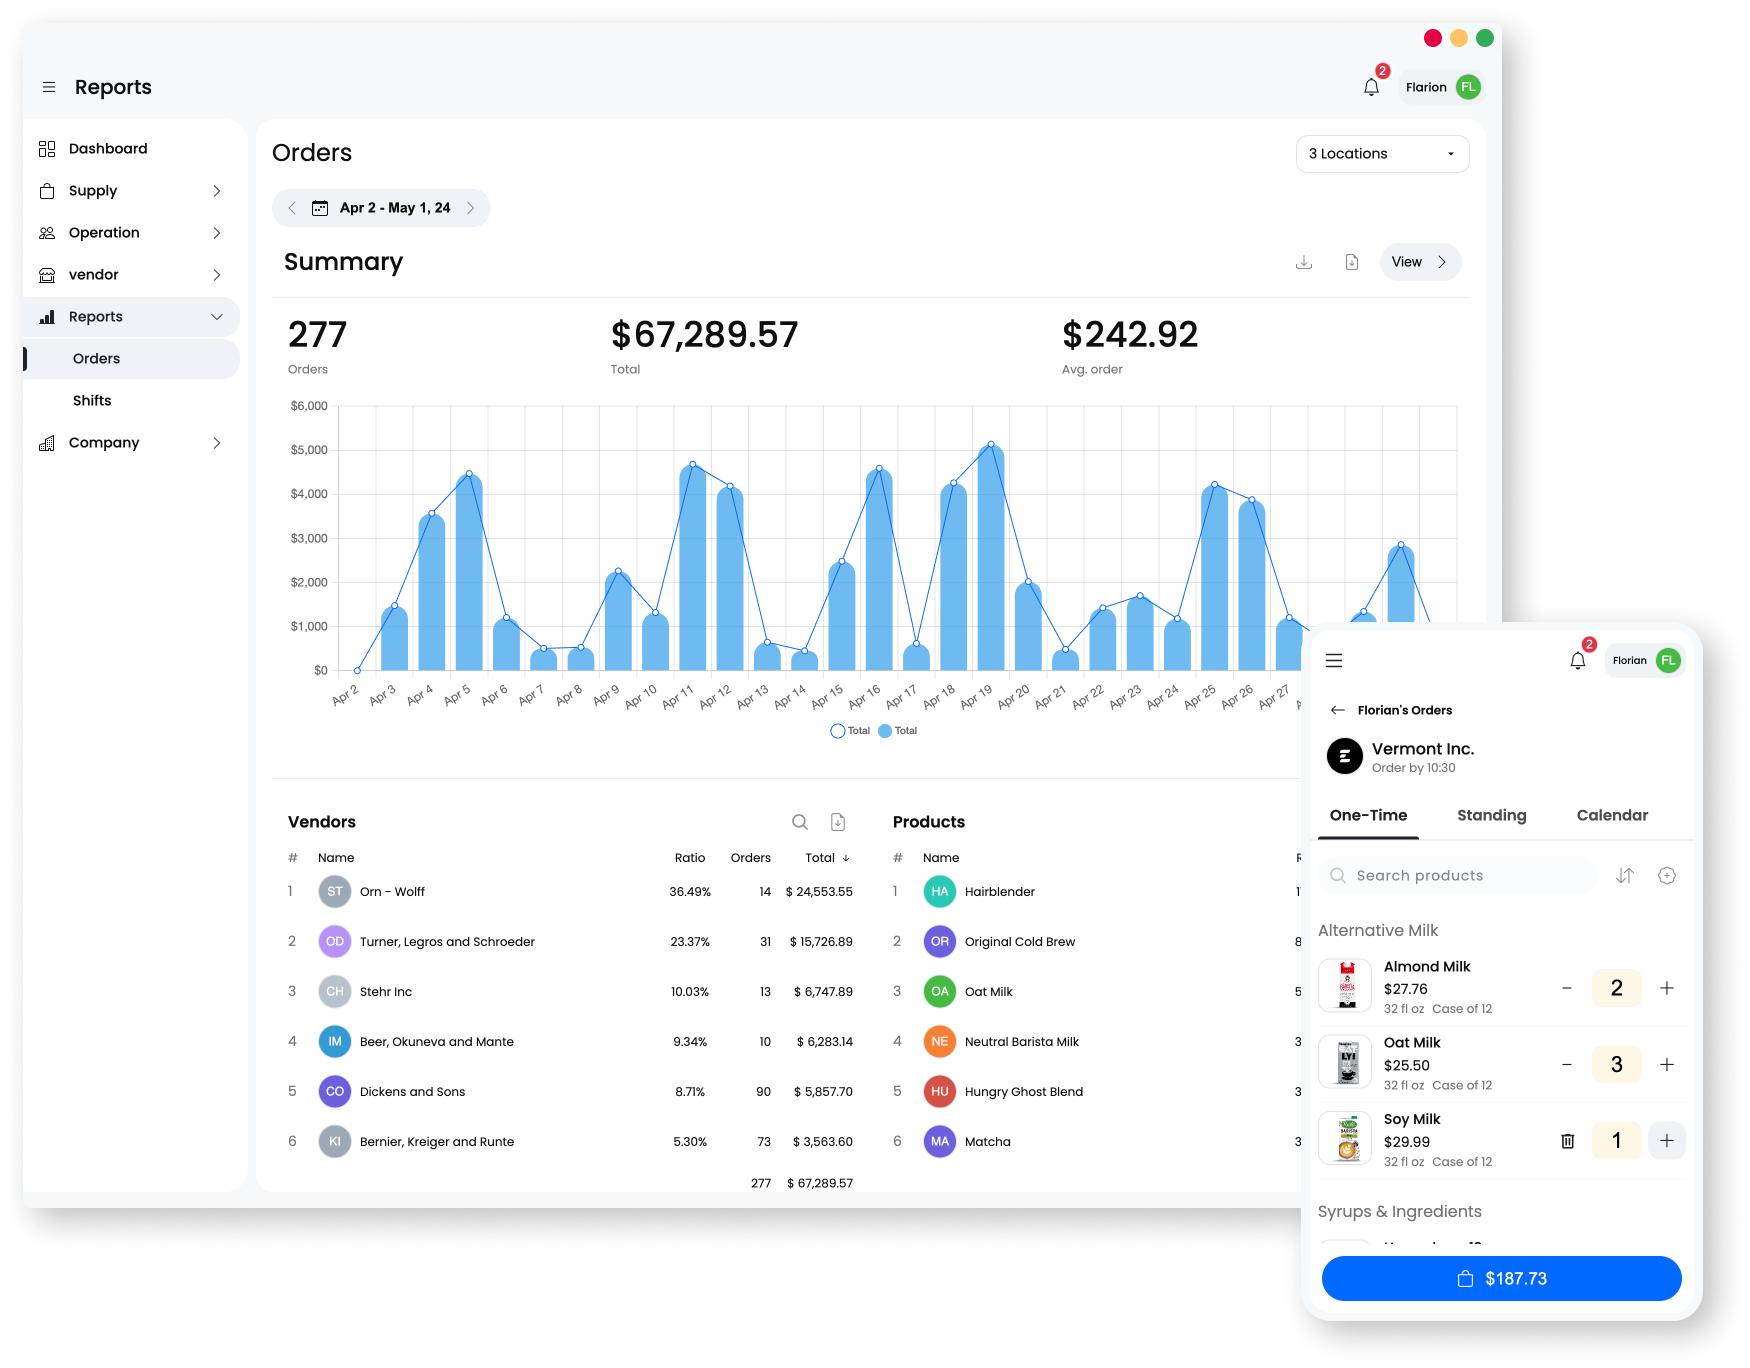 Reports
2
Flarion FL
Dashboard
Supply
Operation
vendor
Reports
Orders
Shifts
Company
Orders
3 Locations
Apr 2 - May 1, 24
Summary
View
277 $67,289.57 $242.92
Orders Total Avg. order
$6,000
$5,000
$4,000
$3,000
$2,000
$1,000
$0
Apr 2 Apr 3 Apr 4 Apr 5 Apr 6 Apr 7 Apr 8 Apr 9 Apr 10 Apr 11 Apr 12 Apr 13 Apr 14 Apr 15 Apr 16 Apr 17 Apr 18 Apr 19 Apr 20 Apr 21 Apr 22 Apr 23 Apr 24 Apr 25 Apr 26 Apr 27
Total Total
Vendors
# Name Ratio Orders Total ↓
1 ST Orn - Wolff 36.49% 14 $ 24,553.55
2 OD Turner, Legros and Schroeder 23.37% 31 $ 15,726.89
3 CH Stehr Inc 10.03% 13 $ 6,747.89
4 IM Beer, Okuneva and Mante 9.34% 10 $ 6,283.14
5 CO Dickens and Sons 8.71% 90 $ 5,857.70
6 KI Bernier, Kreiger and Runte 5.30% 73 $ 3,563.60
277 $ 67,289.57
Products
# Name
1 HA Hairblender
2 OR Original Cold Brew 8
3 OA Oat Milk 5
4 NE Neutral Barista Milk 3
5 HU Hungry Ghost Blend 3
6 MA Matcha 3
2
Florian FL
← Florian's Orders
Vermont Inc.
Order by 10:30
One-Time Standing Calendar
Search products
Alternative Milk
Almond Milk
$27.76
32 fl oz Case of 12
− 2 +
Oat Milk
$25.50
32 fl oz Case of 12
− 3 +
Soy Milk
$29.99
32 fl oz Case of 12
1 +
Syrups & Ingredients
$187.73